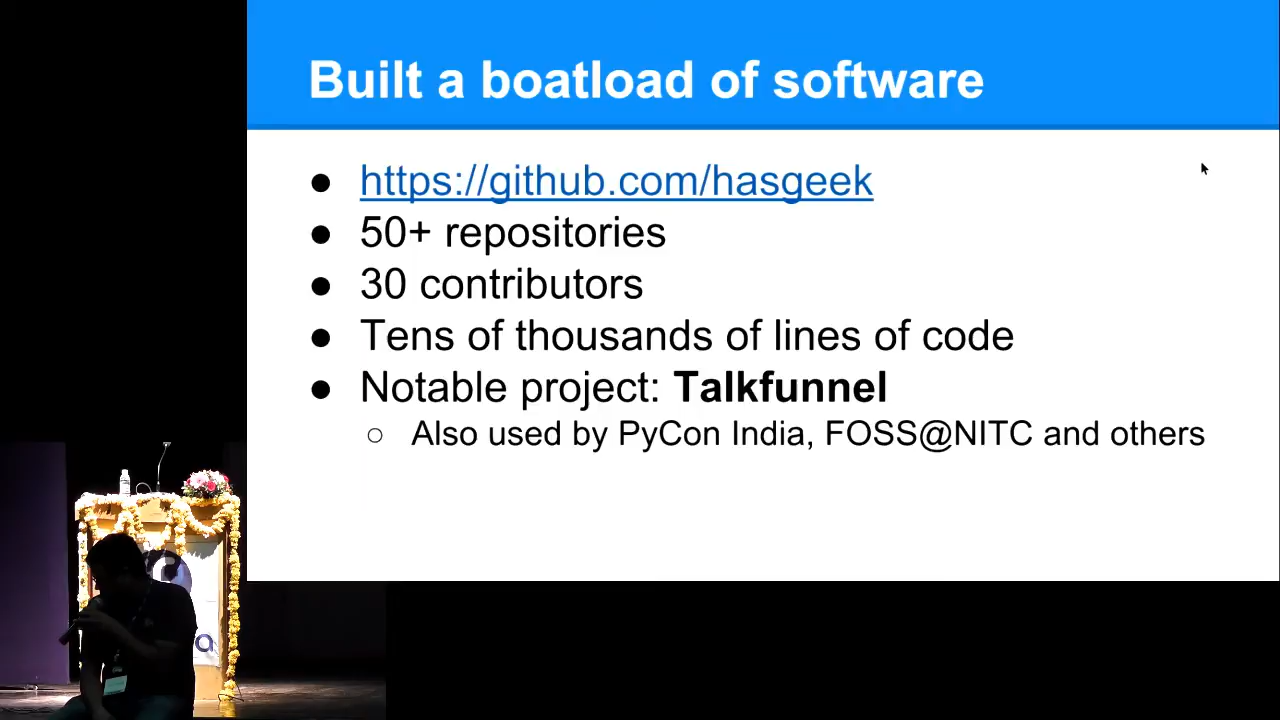 Built a boatload of software
● https://github.com/hasgeek
● 50+ repositories
● 30 contributors
● Tens of thousands of lines of code
● Notable project: Talkfunnel
○ Also used by PyCon India, FOSS@NITC and others